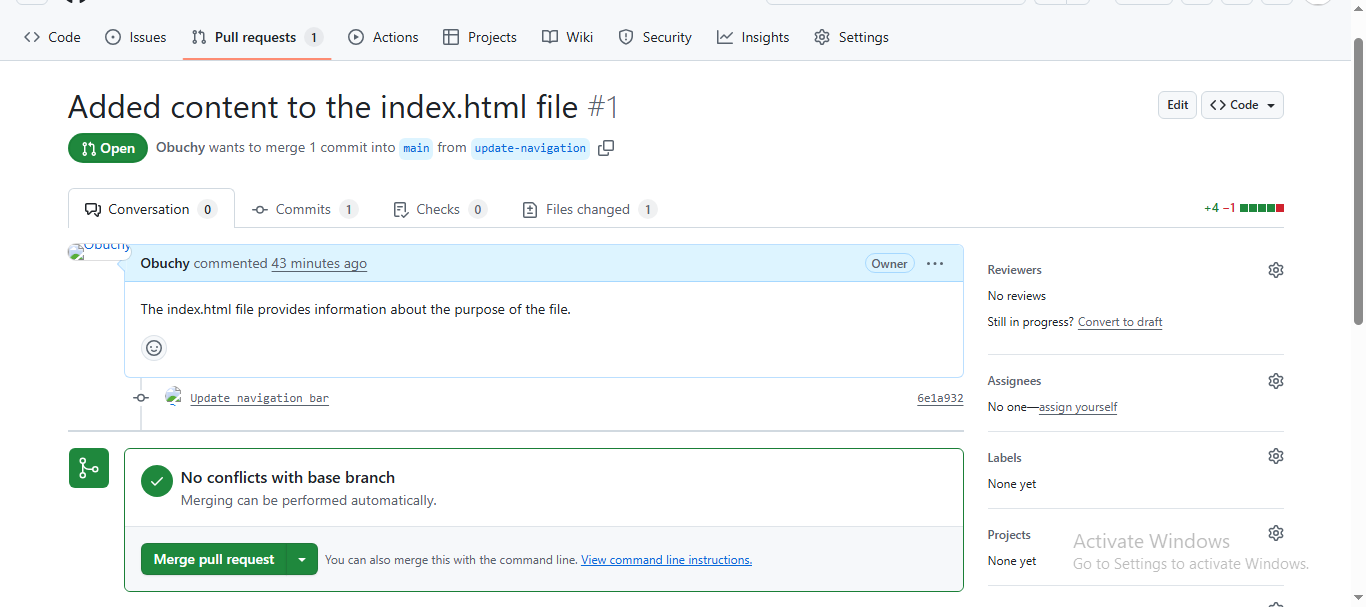 Code Issues Pull requests 1 Actions Projects Wiki Security Insights Settings
Added content to the index.html file #1
Edit Code
Open Obuchy wants to merge 1 commit into main from update-navigation
Conversation 0 Commits 1 Checks 0 Files changed 1 +4 −1
Obuchy
Obuchy commented 43 minutes ago Owner
The index.html file provides information about the purpose of the file.
Update navigation bar 6e1a932
No conflicts with base branch
Merging can be performed automatically.
Merge pull request You can also merge this with the command line. View command line instructions.
Reviewers
No reviews
Still in progress? Convert to draft
Assignees
No one—assign yourself
Labels
None yet
Projects
None yet
Activate Windows
Go to Settings to activate Windows.